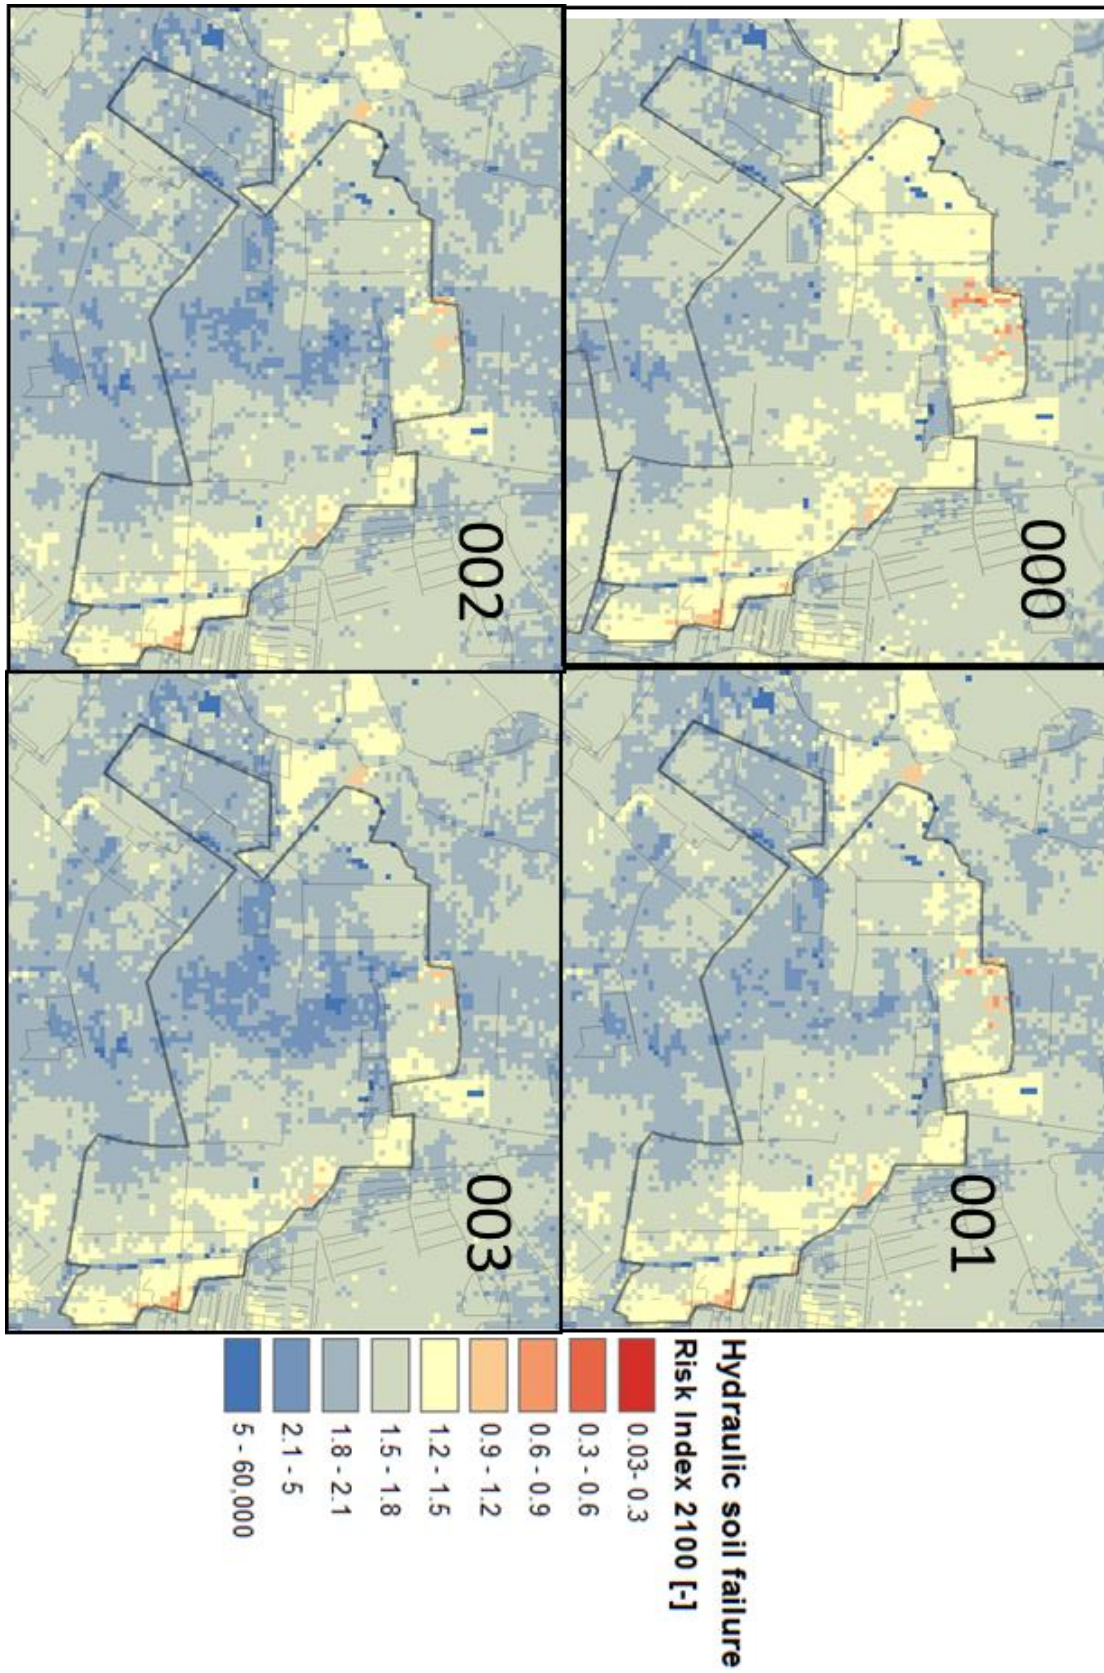 000
001
002
003
Hydraulic soil failure
Risk Index 2100 [-]
0.03- 0.3
0.3 - 0.6
0.6 - 0.9
0.9 - 1.2
1.2 - 1.5
1.5 - 1.8
1.8 - 2.1
2.1 - 5
5 - 60,000